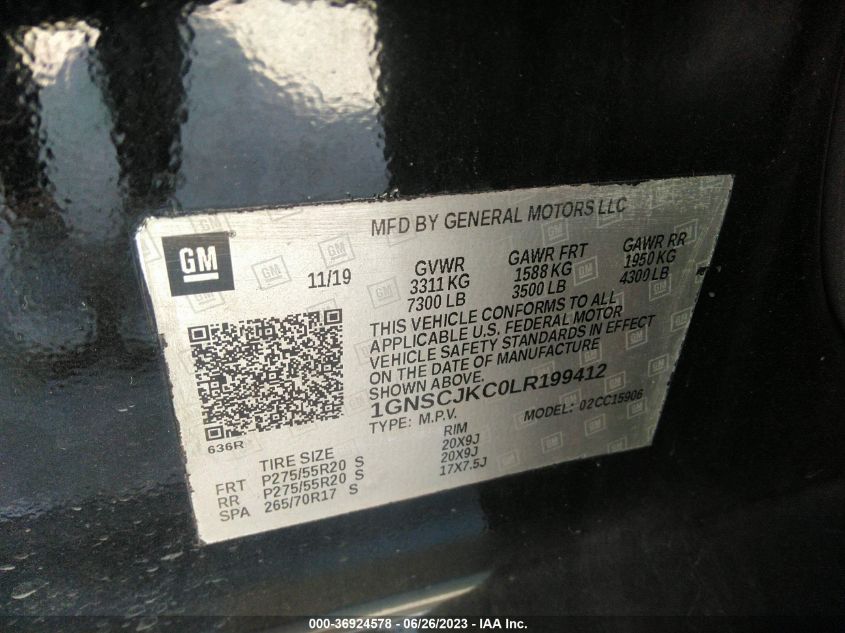 MFD BY GENERAL MOTORS LLC
GM
11/19
GVWR GAWR FRT GAWR RR
3311 KG 1588 KG 1950 KG
7300 LB 3500 LB 4300 LB
THIS VEHICLE CONFORMS TO ALL
APPLICABLE U.S. FEDERAL MOTOR
VEHICLE SAFETY STANDARDS IN EFFECT
ON THE DATE OF MANUFACTURE
SHOWN ABOVE.
1GNSCJKC0LR199412
TYPE: M.P.V. MODEL: 02CC15906
636R
TIRE SIZE RIM
FRT P275/55R20 S 20X9J
RR P275/55R20 S 20X9J
SPA 265/70R17 S 17X7.5J
000-36924578 - 06/26/2023 - IAA Inc.